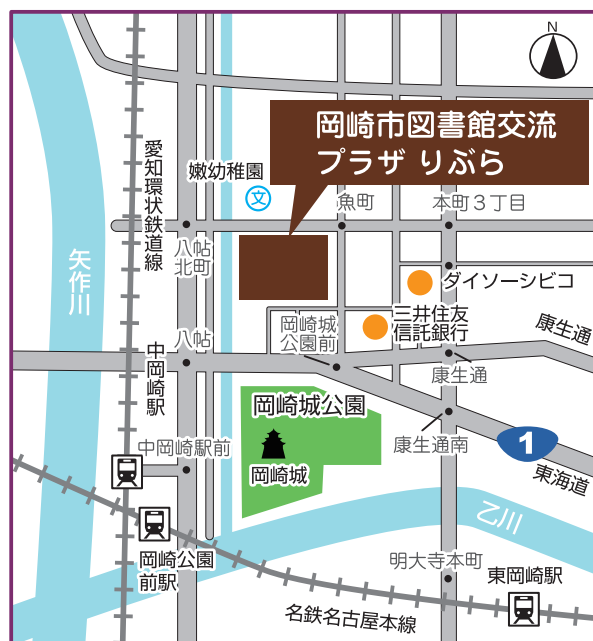 N
岡崎市図書館交流
プラザ りぶら
嫩幼稚園
文
魚町
本町3丁目
愛知環状鉄道線
八帖
北町
矢作川
ダイソーシビコ
三井住友
信託銀行
岡崎城
公園前
康生通
八帖
中岡崎駅
康生通
岡崎城公園
中岡崎駅前
康生通南
1
東海道
岡崎城
乙川
岡崎公園
前駅
明大寺本町
東岡崎駅
名鉄名古屋本線